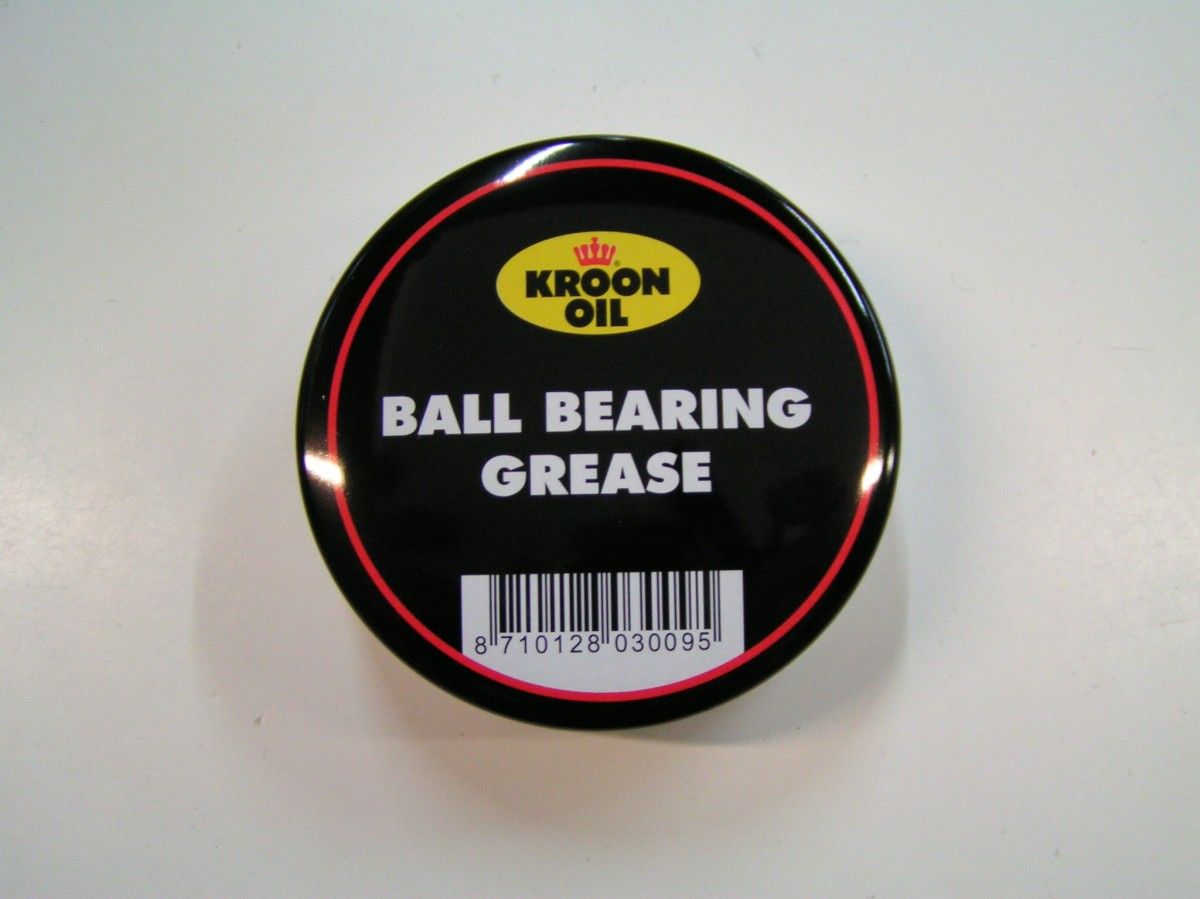 KROON
OIL
BALL BEARING
GREASE
8 710128 030095